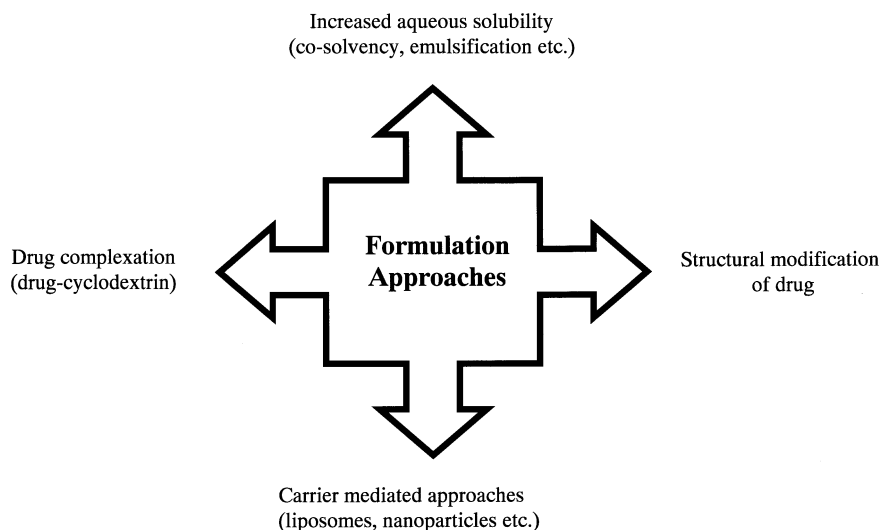 Increased aqueous solubility
(co-solvency, emulsification etc.)
Drug complexation
(drug-cyclodextrin)
Formulation
Approaches
Structural modification
of drug
Carrier mediated approaches
(liposomes, nanoparticles etc.)